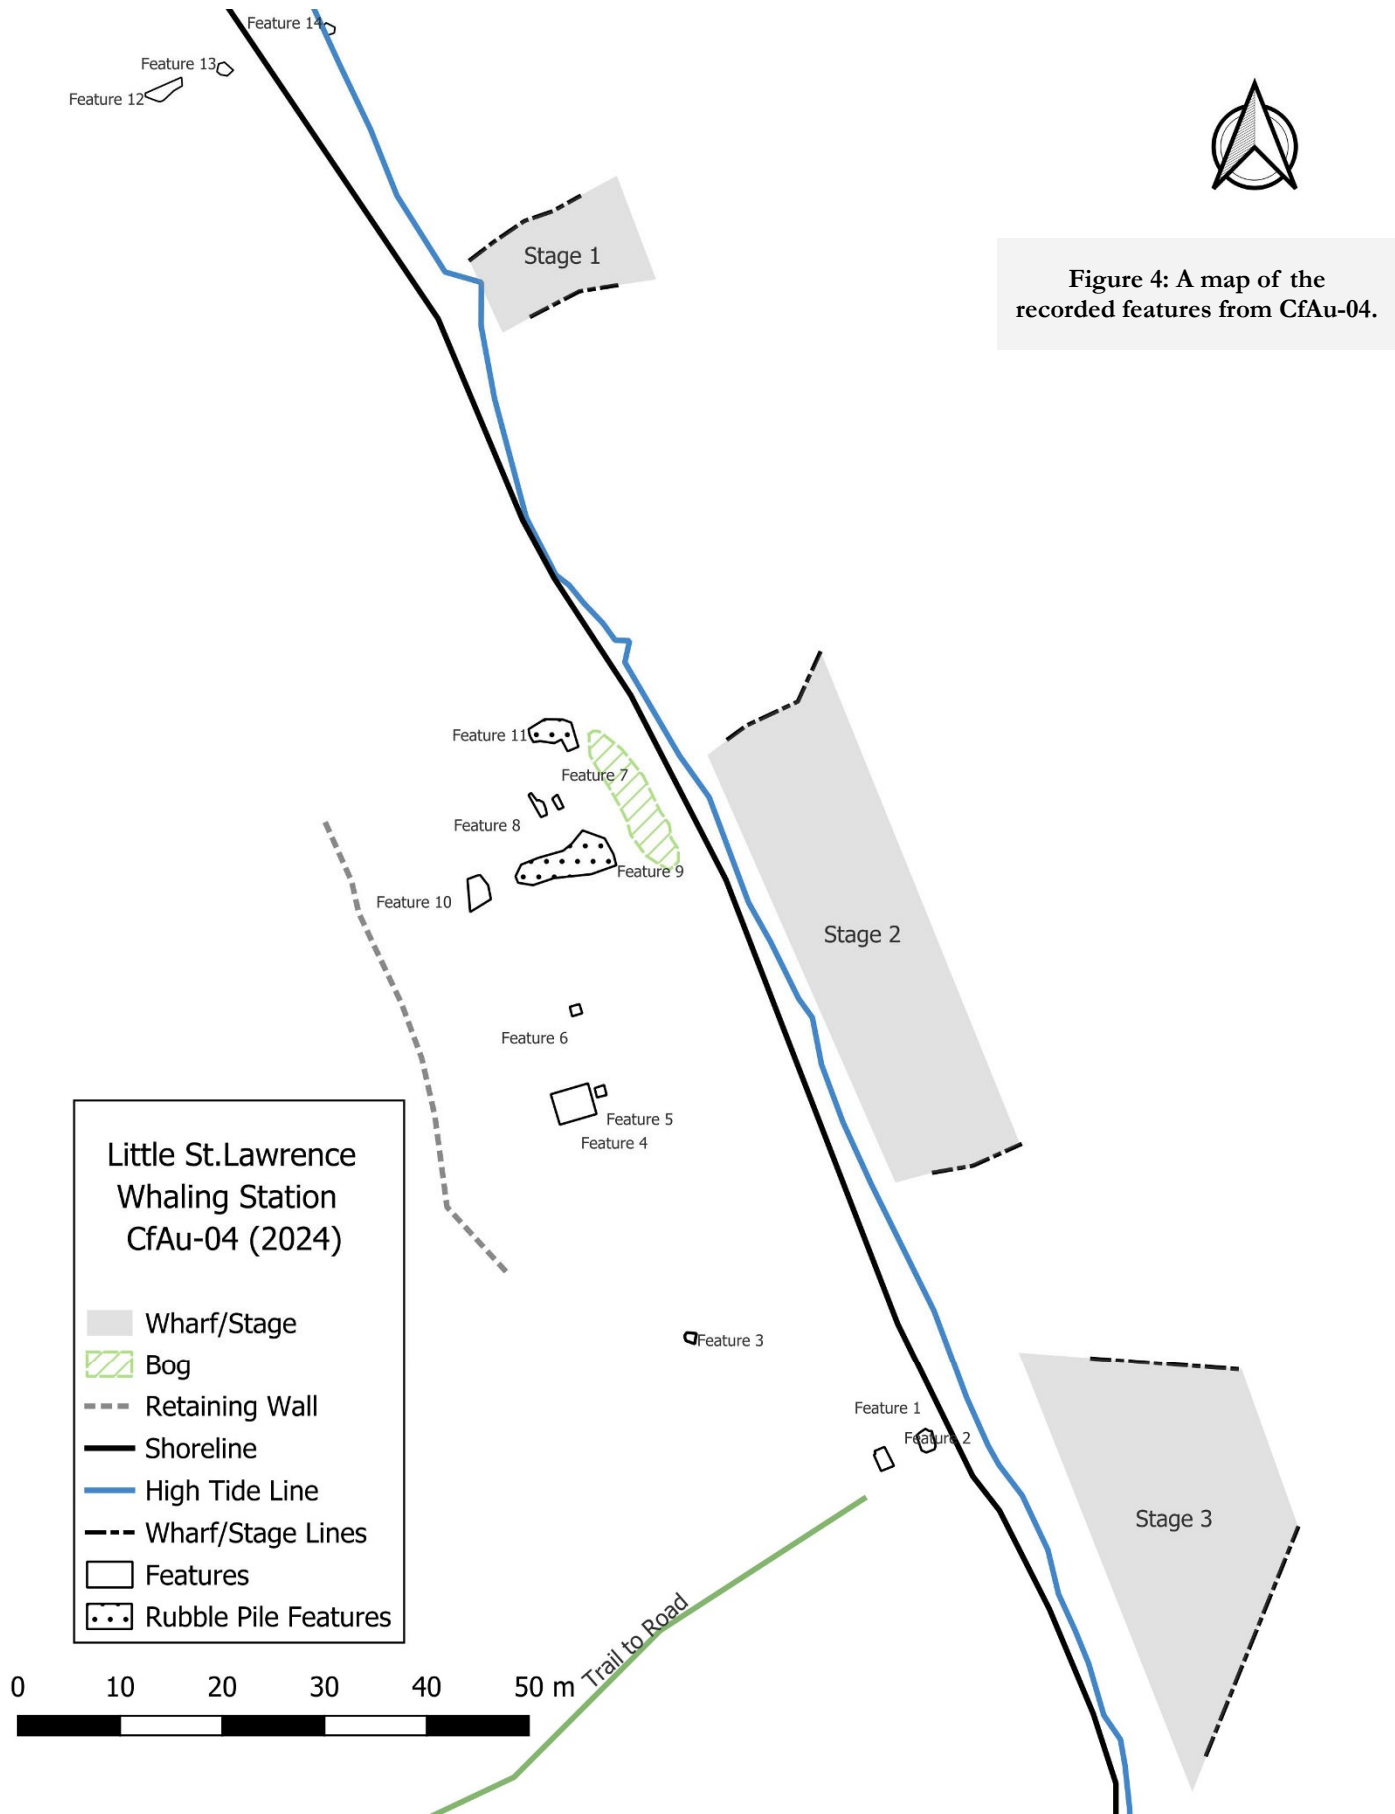 Feature 14
Feature 13
Feature 12
Stage 1
Figure 4: A map of the
recorded features from CfAu-04.
Feature 11
Feature 7
Feature 8
Feature 9
Feature 10
Stage 2
Feature 6
Feature 5
Feature 4
Little St.Lawrence
Whaling Station
CfAu-04 (2024)
Wharf/Stage
Bog
Retaining Wall
Shoreline
High Tide Line
Wharf/Stage Lines
Features
Rubble Pile Features
Feature 3
Feature 1
Feature 2
Stage 3
Trail to Road
0 10 20 30 40 50 m